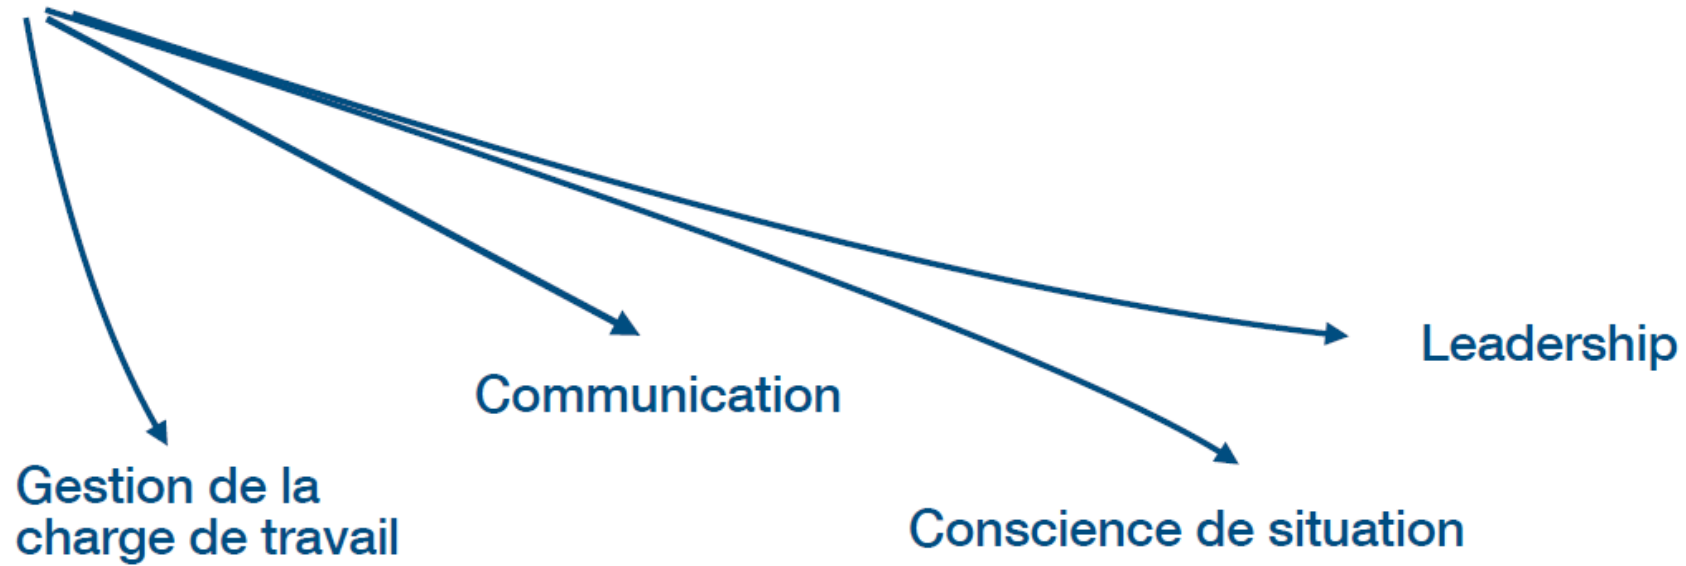 Leadership
Communication
Gestion de la
charge de travail
Conscience de situation